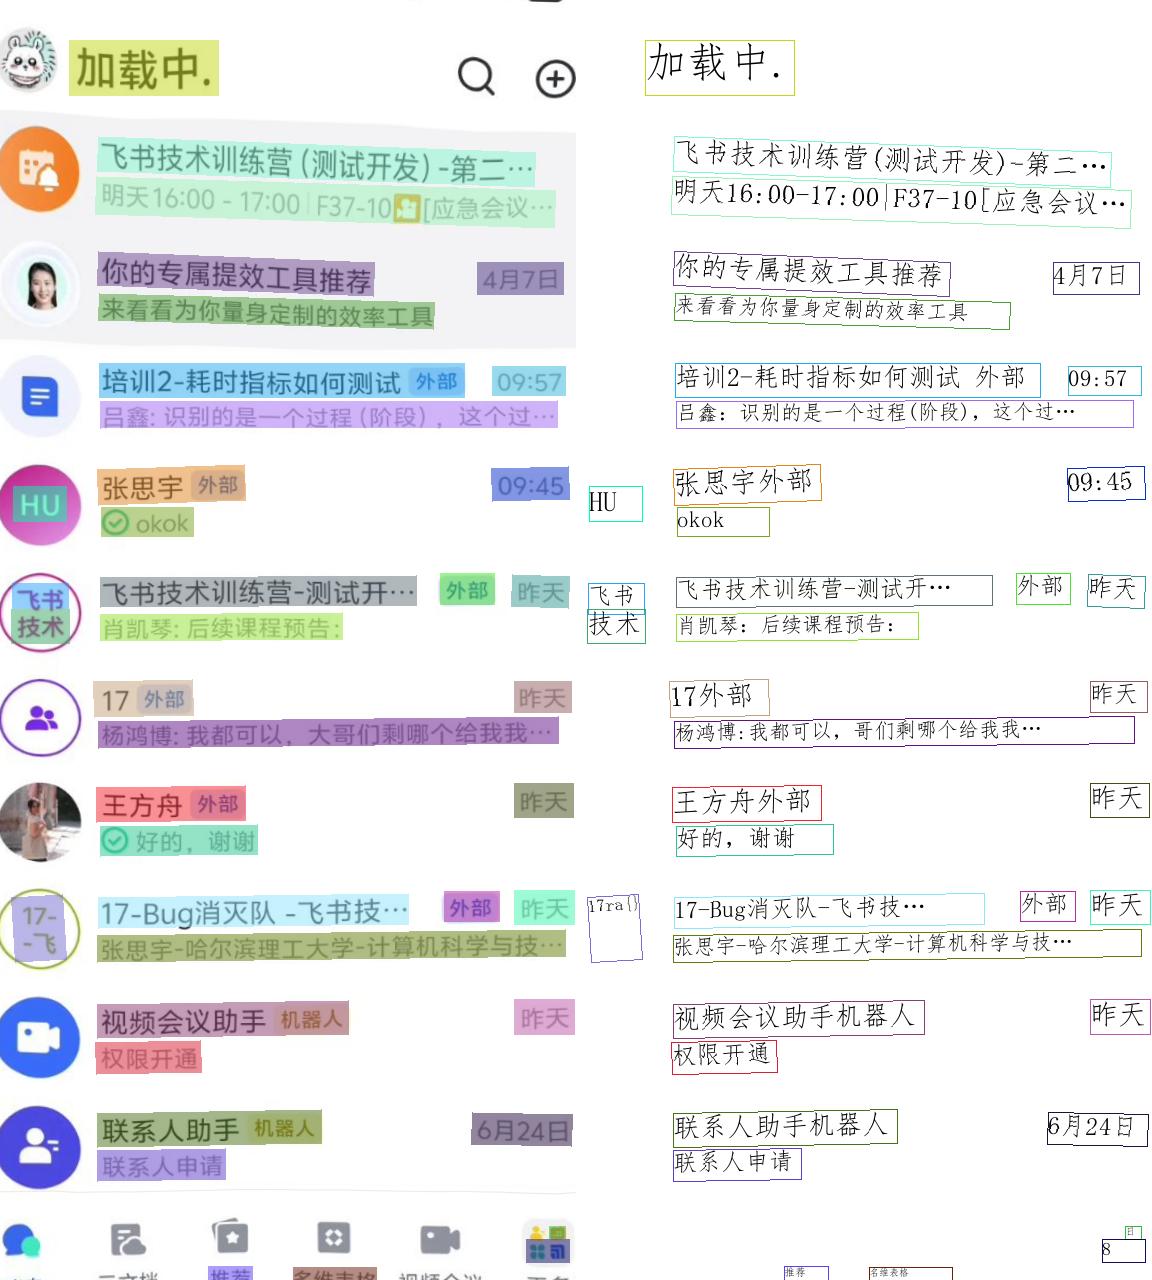 加载中.
飞书技术训练营 (测试开发) -第二…
明天16:00 - 17:00 | F37-10[应急会议…
你的专属提效工具推荐 4月7日
来看看为你量身定制的效率工具
培训2-耗时指标如何测试 外部 09:57
吕鑫: 识别的是一个过程 (阶段) ，这个过…
HU 张思宇 外部 09:45
okok
飞书技术 飞书技术训练营-测试开… 外部 昨天
肖凯琴: 后续课程预告:
17 外部 昨天
杨鸿博: 我都可以，大哥们剩哪个给我我…
王方舟 外部 昨天
好的，谢谢
17--飞 17-Bug消灭队 -飞书技… 外部 昨天
张思宇-哈尔滨理工大学-计算机科学与技…
视频会议助手 机器人 昨天
权限开通
联系人助手 机器人 6月24日
联系人申请
推荐 多维表格 视频会议
加载中.
飞书技术训练营(测试开发)-第二…
明天16:00-17:00|F37-10[应急会议…
你的专属提效工具推荐 4月7日
来看看为你量身定制的效率工具
培训2-耗时指标如何测试 外部 09:57
吕鑫: 识别的是一个过程(阶段)，这个过…
张思宇外部 09:45
HU
okok
飞书 飞书技术训练营-测试开… 外部 昨天
技术 肖凯琴: 后续课程预告:
17外部 昨天
杨鸿博:我都可以，哥们剩哪个给我我…
王方舟外部 昨天
好的，谢谢
17ra{} 17-Bug消灭队-飞书技… 外部 昨天
张思宇-哈尔滨理工大学-计算机科学与技…
视频会议助手机器人 昨天
权限开通
联系人助手机器人 6月24日
联系人申请
日
8
推荐 名维表格